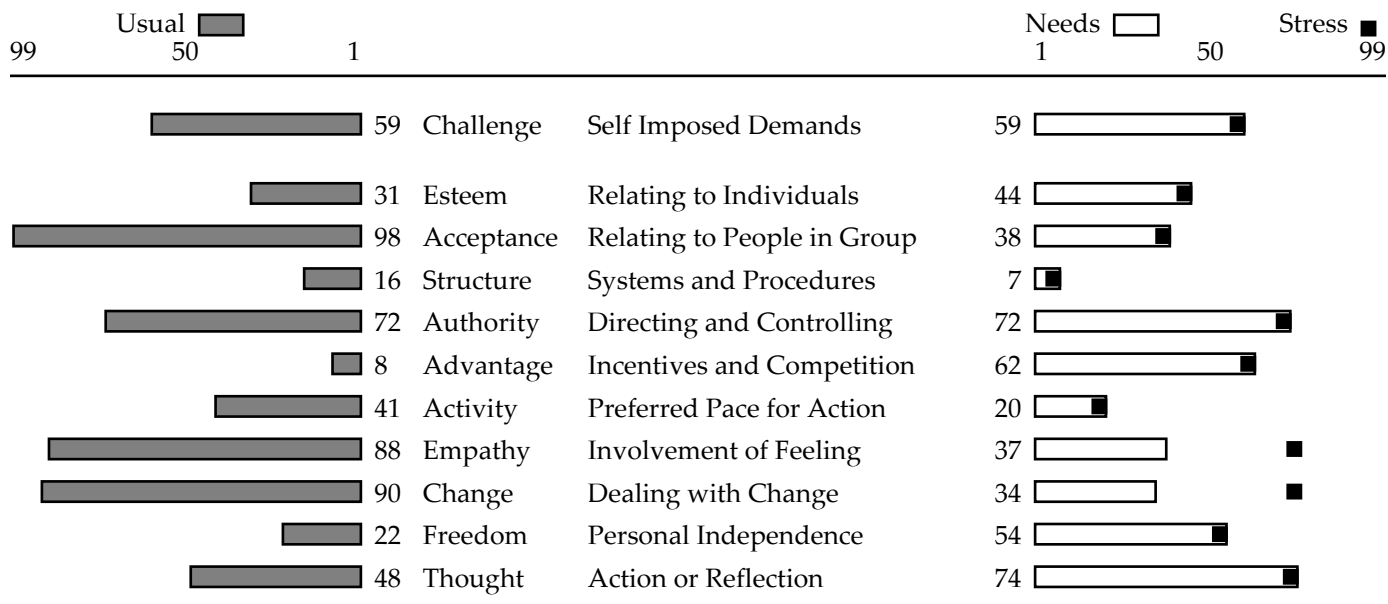 Usual Needs Stress
99 50 1 1 50 99
59 Challenge Self Imposed Demands 59
31 Esteem Relating to Individuals 44
98 Acceptance Relating to People in Group 38
16 Structure Systems and Procedures 7
72 Authority Directing and Controlling 72
8 Advantage Incentives and Competition 62
41 Activity Preferred Pace for Action 20
88 Empathy Involvement of Feeling 37
90 Change Dealing with Change 34
22 Freedom Personal Independence 54
48 Thought Action or Reflection 74